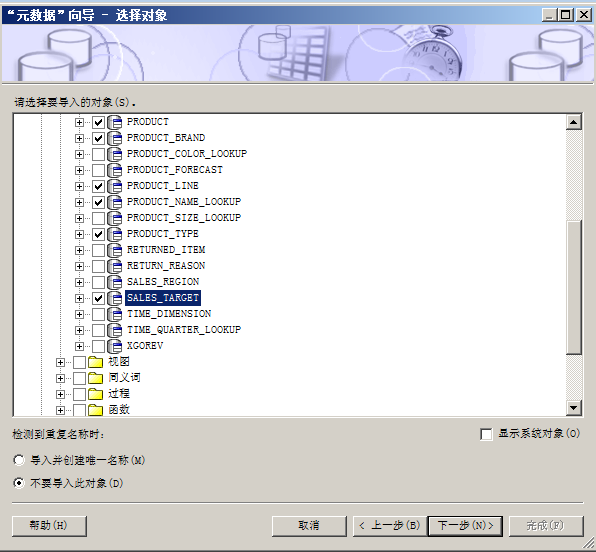 “元数据”向导 - 选择对象
请选择要导入的对象(S).
PRODUCT
PRODUCT_BRAND
PRODUCT_COLOR_LOOKUP
PRODUCT_FORECAST
PRODUCT_LINE
PRODUCT_NAME_LOOKUP
PRODUCT_SIZE_LOOKUP
PRODUCT_TYPE
RETURNED_ITEM
RETURN_REASON
SALES_REGION
SALES_TARGET
TIME_DIMENSION
TIME_QUARTER_LOOKUP
XGOREV
视图
同义词
过程
函数
检测到重复名称时:
显示系统对象(O)
导入并创建唯一名称(M)
不要导入此对象(D)
帮助(H) 取消 < 上一步(B) 下一步(N)> 完成(F)